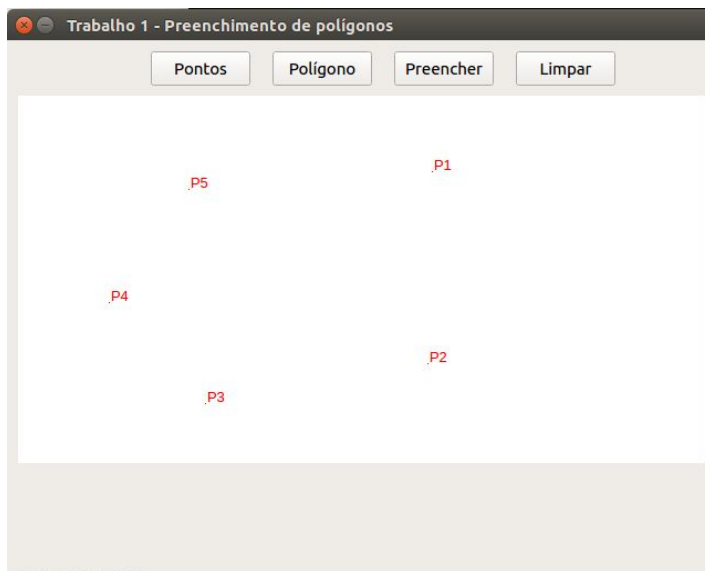 Trabalho 1 - Preenchimento de polígonos
Pontos Polígono Preencher Limpar
.P1
.P5
.P4
.P2
.P3